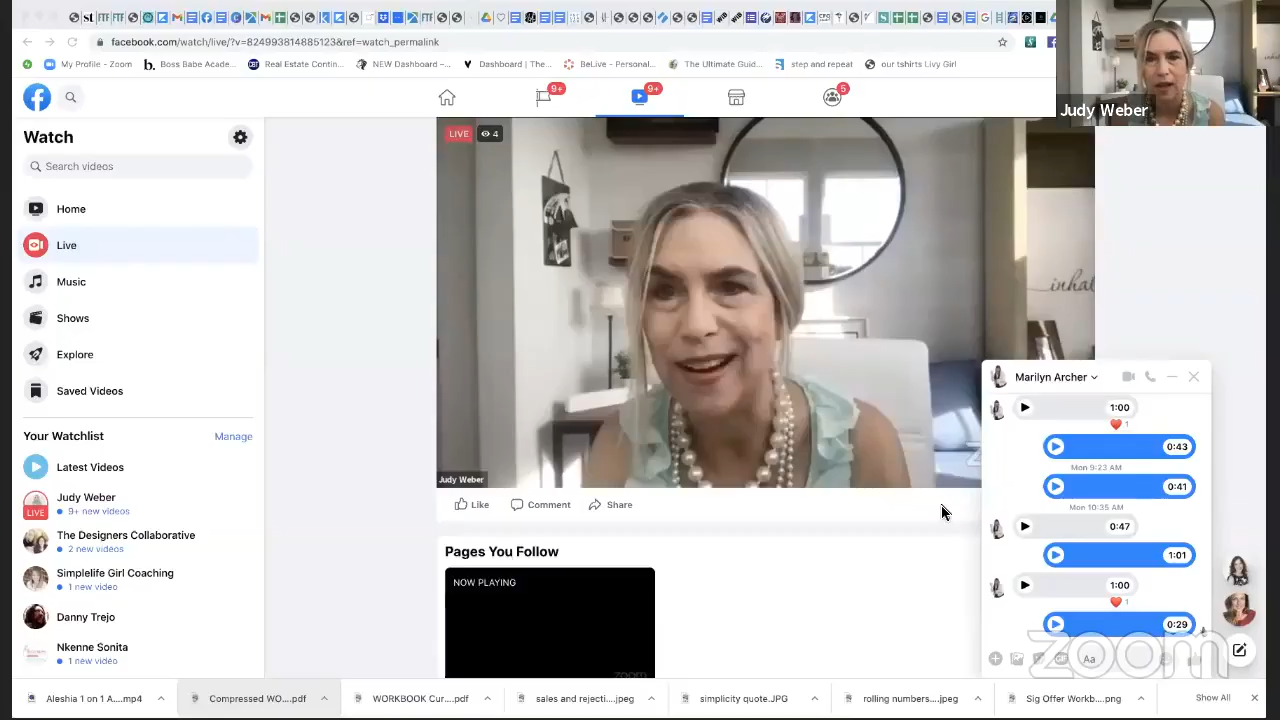 facebook.com/watch/live/?v=824993814885123&ref=watch_permalink
My Profile - Zoom
Boss Babe Acade...
Real Estate Contin...
NEW Dashboard -...
Dashboard | The...
BeLive - Personal...
The Ultimate Guid...
step and repeat
our tshirts Livy Girl
Judy Weber
9+
9+
5
Watch
Search videos
Home
Live
Music
Shows
Explore
Saved Videos
Your Watchlist
Manage
Latest Videos
Judy Weber
LIVE
9+ new videos
The Designers Collaborative
2 new videos
Simplelife Girl Coaching
1 new video
Danny Trejo
Nkenne Sonita
1 new video
LIVE
4
inhal
Judy Weber
Like
Comment
Share
Pages You Follow
NOW PLAYING
zoom
Marilyn Archer
1:00
1
0:43
Mon 9:23 AM
0:41
Mon 10:35 AM
0:47
1:01
1:00
1
0:29
GIF
Aa
zoom
Aleshia 1 on 1 A....mp4
Compressed WO....pdf
WORKBOOK Cur....pdf
sales and rejecti....jpeg
simplicity quote.JPG
rolling numbers....jpeg
Sig Offer Workb....png
Show All